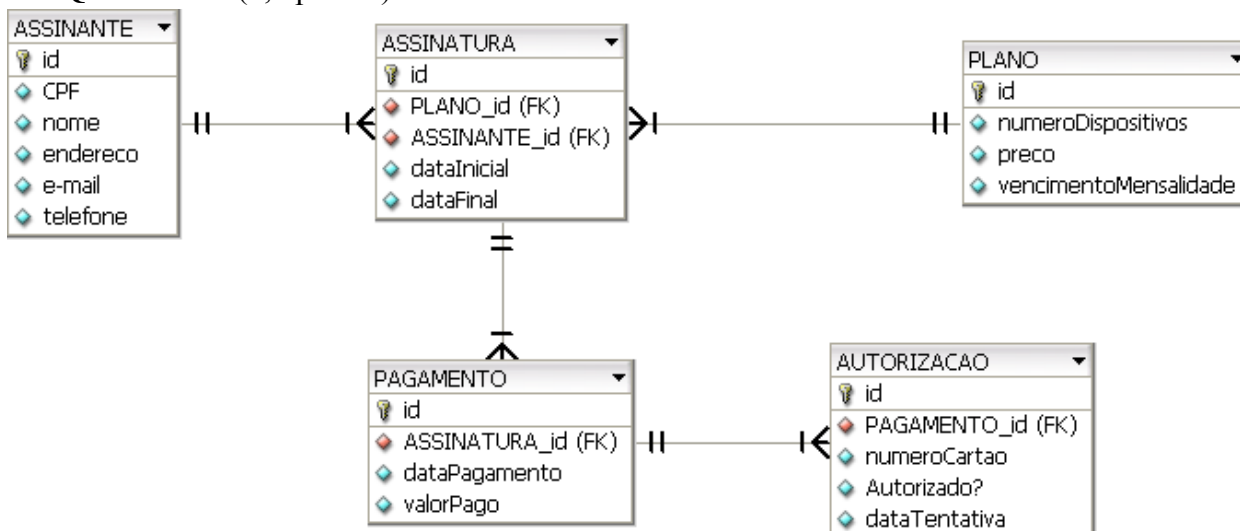 ASSINANTE
id
CPF
nome
endereco
e-mail
telefone
ASSINATURA
id
PLANO_id (FK)
ASSINANTE_id (FK)
dataInicial
dataFinal
PLANO
id
numeroDispositivos
preco
vencimentoMensalidade
PAGAMENTO
id
ASSINATURA_id (FK)
dataPagamento
valorPago
AUTORIZACAO
id
PAGAMENTO_id (FK)
numeroCartao
Autorizado?
dataTentativa